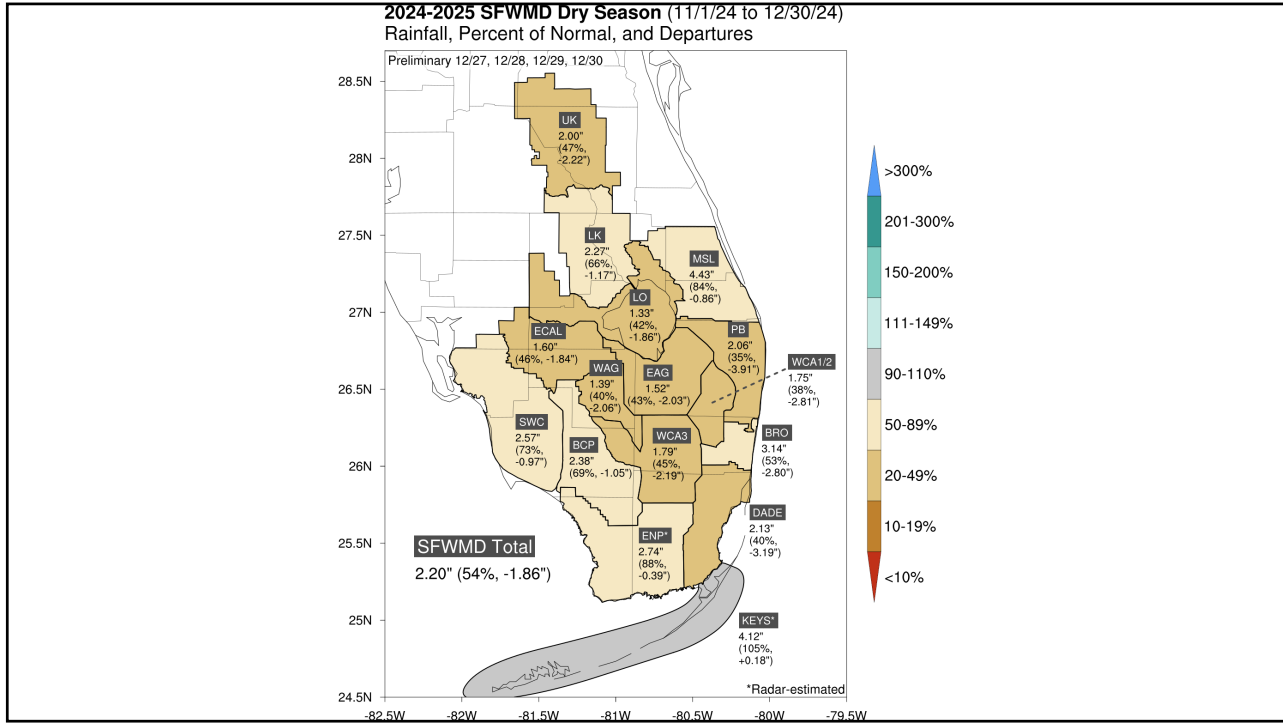 2024-2025 SFWMD Dry Season (11/1/24 to 12/30/24)
Rainfall, Percent of Normal, and Departures
Preliminary 12/27, 12/28, 12/29, 12/30
28.5N
28N
27.5N
27N
26.5N
26N
25.5N
25N
24.5N
-82.5W
-82W
-81.5W
-81W
-80.5W
-80W
-79.5W
UK
2.00"
(47%,
-2.22")
LK
2.27"
(66%,
-1.17")
MSL
4.43"
(84%,
-0.86")
LO
1.33"
(42%,
-1.86")
ECAL
1.60"
(46%, -1.84")
PB
2.06"
(35%,
-3.91")
WAG
1.39"
(40%,
-2.06")
EAG
1.52"
(43%, -2.03")
WCA1/2
1.75"
(38%,
-2.81")
SWC
2.57"
(73%,
-0.97")
BCP
2.38"
(69%, -1.05")
WCA3
1.79"
(45%,
-2.19")
BRO
3.14"
(53%,
-2.80")
DADE
2.13"
(40%,
-3.19")
ENP*
2.74"
(88%,
-0.39")
SFWMD Total
2.20" (54%, -1.86")
KEYS*
4.12"
(105%,
+0.18")
*Radar-estimated
>300%
201-300%
150-200%
111-149%
90-110%
50-89%
20-49%
10-19%
<10%